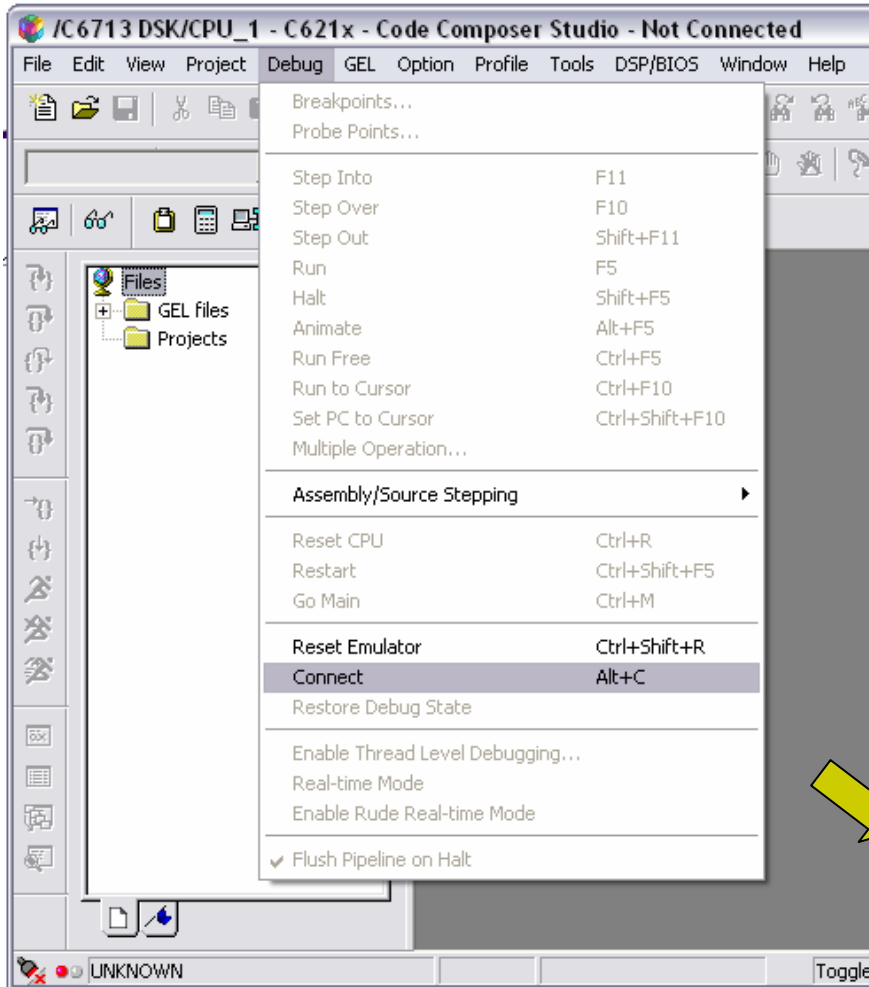 /C6713 DSK/CPU_1 - C621x - Code Composer Studio - Not Connected
File Edit View Project Debug GEL Option Profile Tools DSP/BIOS Window Help
Breakpoints...
Probe Points...
Step Into F11
Step Over F10
Step Out Shift+F11
Run F5
Halt Shift+F5
Animate Alt+F5
Run Free Ctrl+F5
Run to Cursor Ctrl+F10
Set PC to Cursor Ctrl+Shift+F10
Multiple Operation...
Assembly/Source Stepping
Reset CPU Ctrl+R
Restart Ctrl+Shift+F5
Go Main Ctrl+M
Reset Emulator Ctrl+Shift+R
Connect Alt+C
Restore Debug State
Enable Thread Level Debugging...
Real-time Mode
Enable Rude Real-time Mode
Flush Pipeline on Halt
Files
GEL files
Projects
UNKNOWN
Toggle